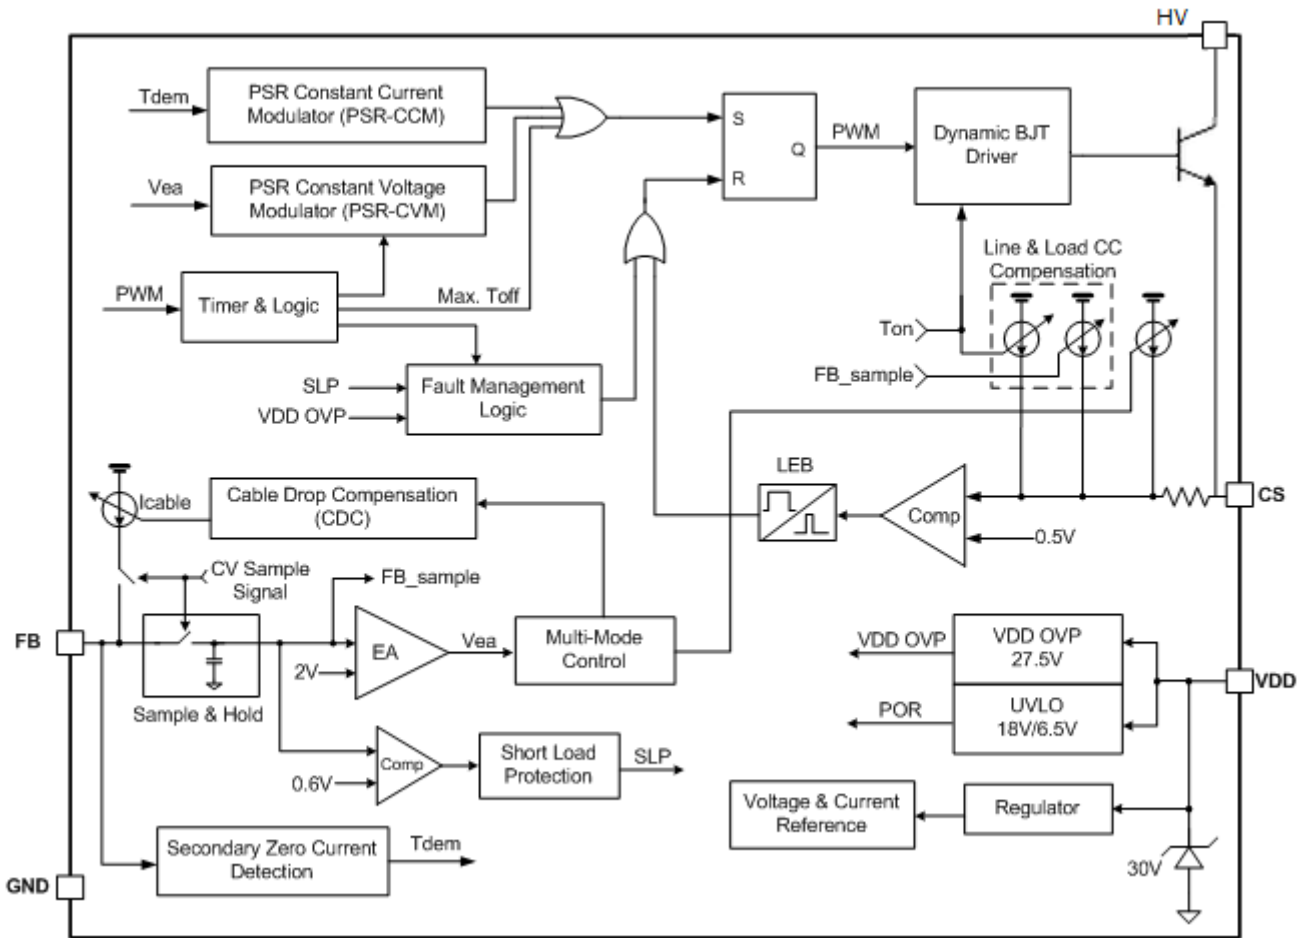 HV
Tdem
PSR Constant Current
Modulator (PSR-CCM)
S
R
Q
PWM
Dynamic BJT
Driver
Vea
PSR Constant Voltage
Modulator (PSR-CVM)
PWM
Timer & Logic
Max. Toff
Line & Load CC
Compensation
Ton
FB_sample
SLP
VDD OVP
Fault Management
Logic
LEB
Comp
0.5V
CS
Icable
Cable Drop Compensation
(CDC)
CV Sample
Signal
FB_sample
FB
EA
2V
Vea
Multi-Mode
Control
Sample & Hold
VDD OVP
VDD OVP
27.5V
POR
UVLO
18V/6.5V
VDD
Comp
0.6V
Short Load
Protection
SLP
Voltage & Current
Reference
Regulator
30V
Secondary Zero Current
Detection
Tdem
GND